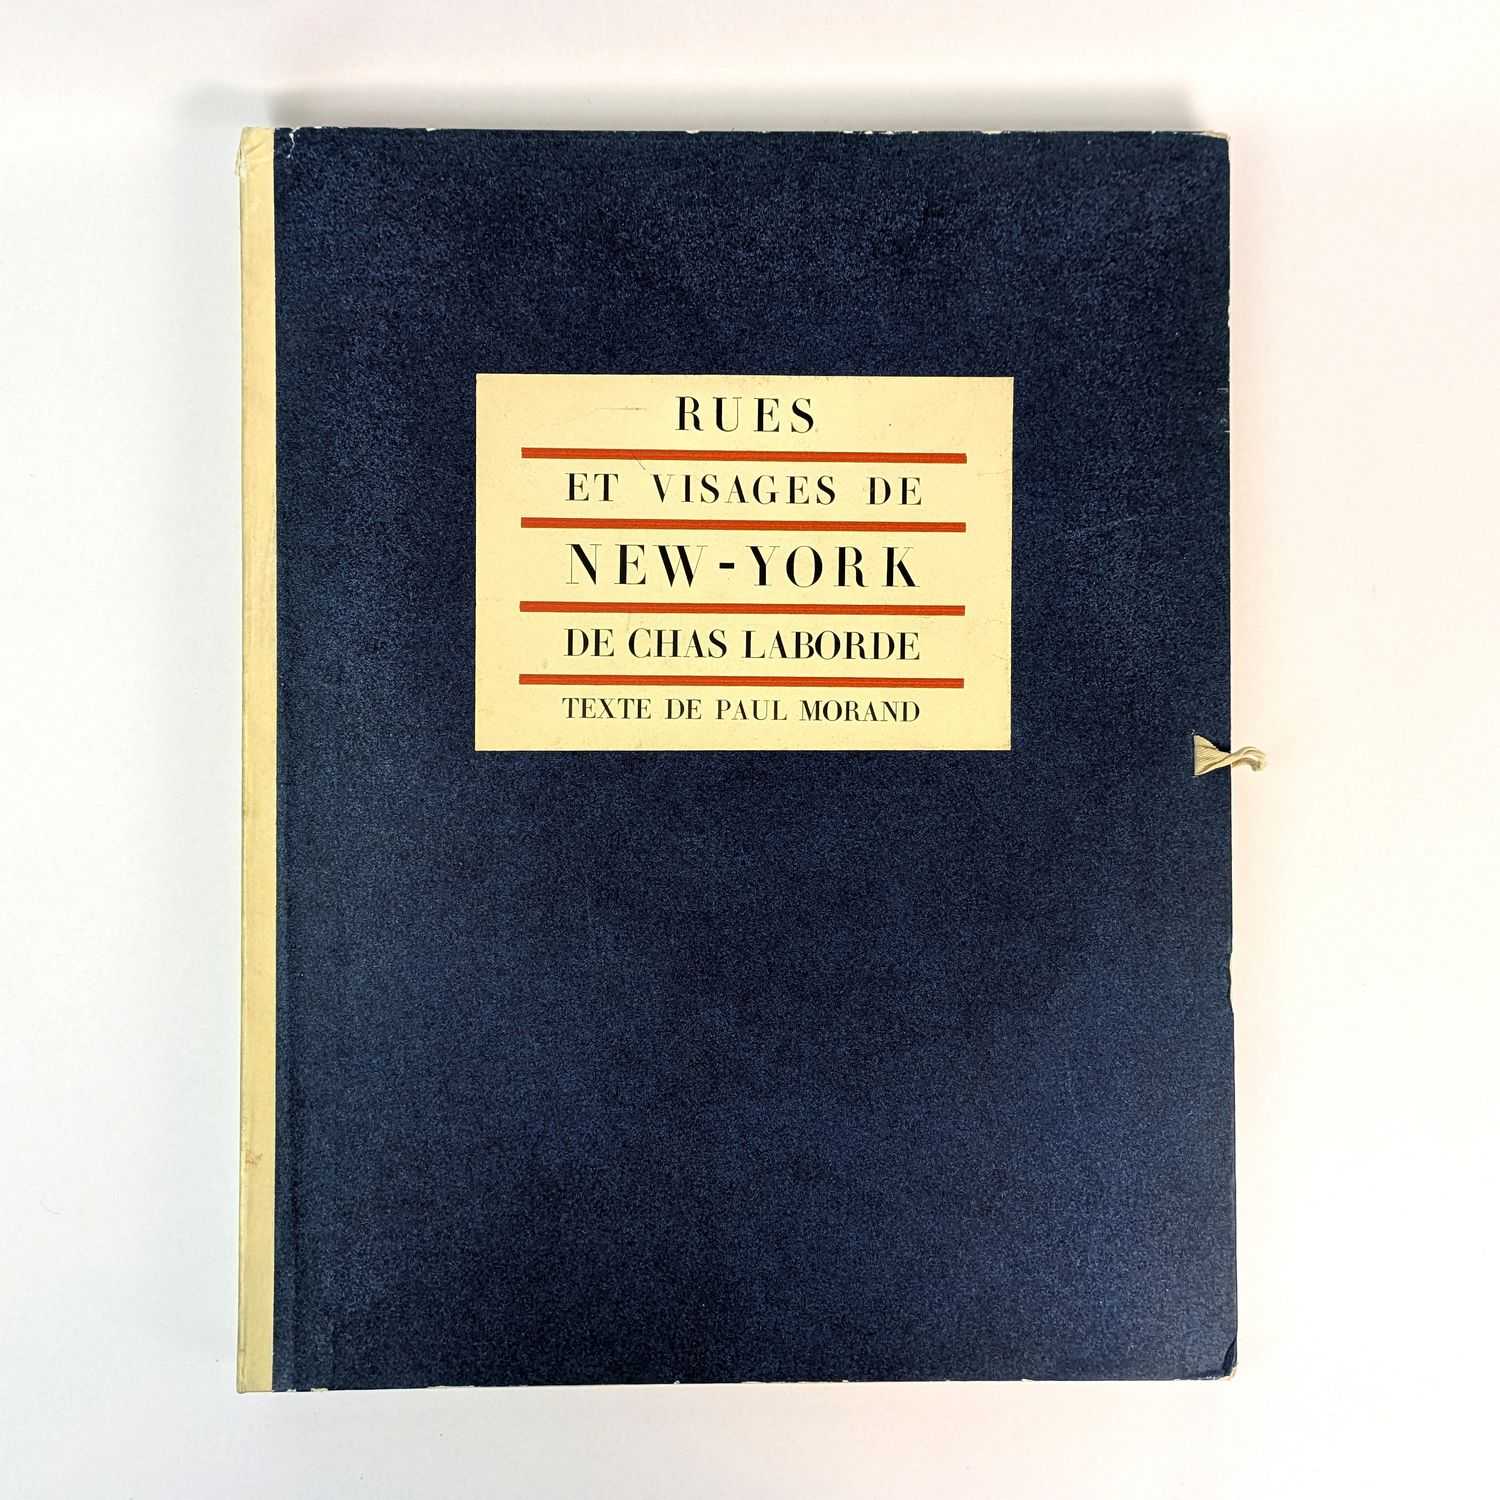 RUES
ET VISAGES DE
NEW-YORK
DE CHAS LABORDE
TEXTE DE PAUL MORAND